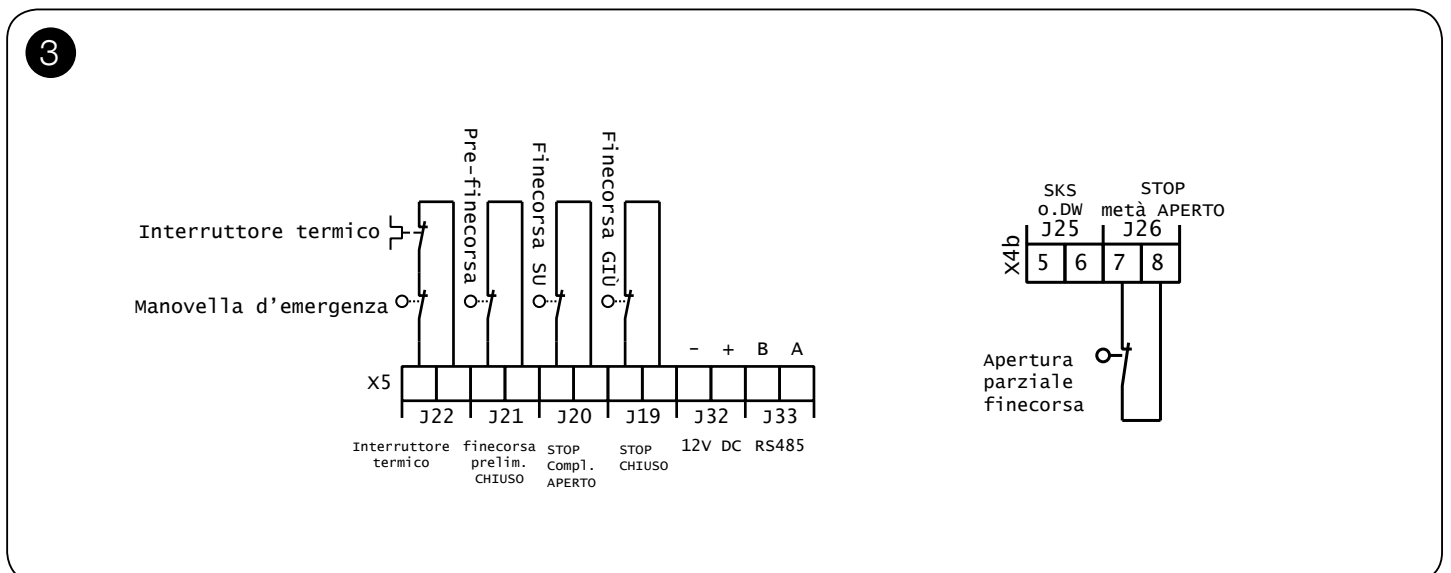 3
Pre-finecorsa
Finecorsa SU
Finecorsa GIÙ
Interruttore termico
Manovella d'emergenza
- + B A
X5
J22 J21 J20 J19 J32 J33
Interruttore
termico
finecorsa
prelim.
CHIUSO
STOP
Compl.
APERTO
STOP
CHIUSO
12V DC
RS485
SKS
o.DW
STOP
metà APERTO
J25 J26
X4b
5 6 7 8
Apertura
parziale
finecorsa